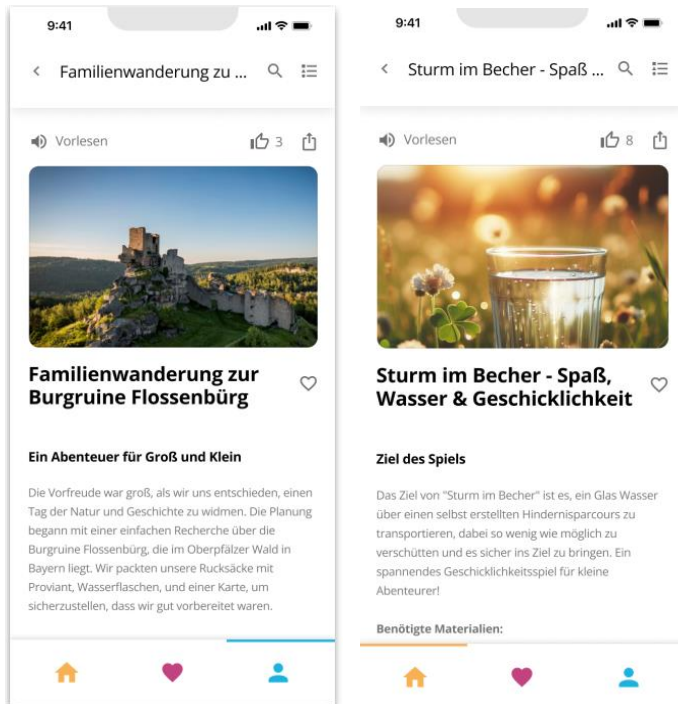 9:41
Familienwanderung zu ...
Vorlesen
3
Familienwanderung zur
Burgruine Flossenbürg
Ein Abenteuer für Groß und Klein
Die Vorfreude war groß, als wir uns entschieden, einen
Tag der Natur und Geschichte zu widmen. Die Planung
begann mit einer einfachen Recherche über die
Burgruine Flossenbürg, die im Oberpfälzer Wald in
Bayern liegt. Wir packten unsere Rucksäcke mit
Proviant, Wasserflaschen, und einer Karte, um
sicherzustellen, dass wir gut vorbereitet waren.
9:41
Sturm im Becher - Spaß ...
Vorlesen
8
Sturm im Becher - Spaß,
Wasser & Geschicklichkeit
Ziel des Spiels
Das Ziel von "Sturm im Becher" ist es, ein Glas Wasser
über einen selbst erstellten Hindernisparcours zu
transportieren, dabei so wenig wie möglich zu
verschütten und es sicher ins Ziel zu bringen. Ein
spannendes Geschicklichkeitsspiel für kleine
Abenteurer!
Benötigte Materialien: